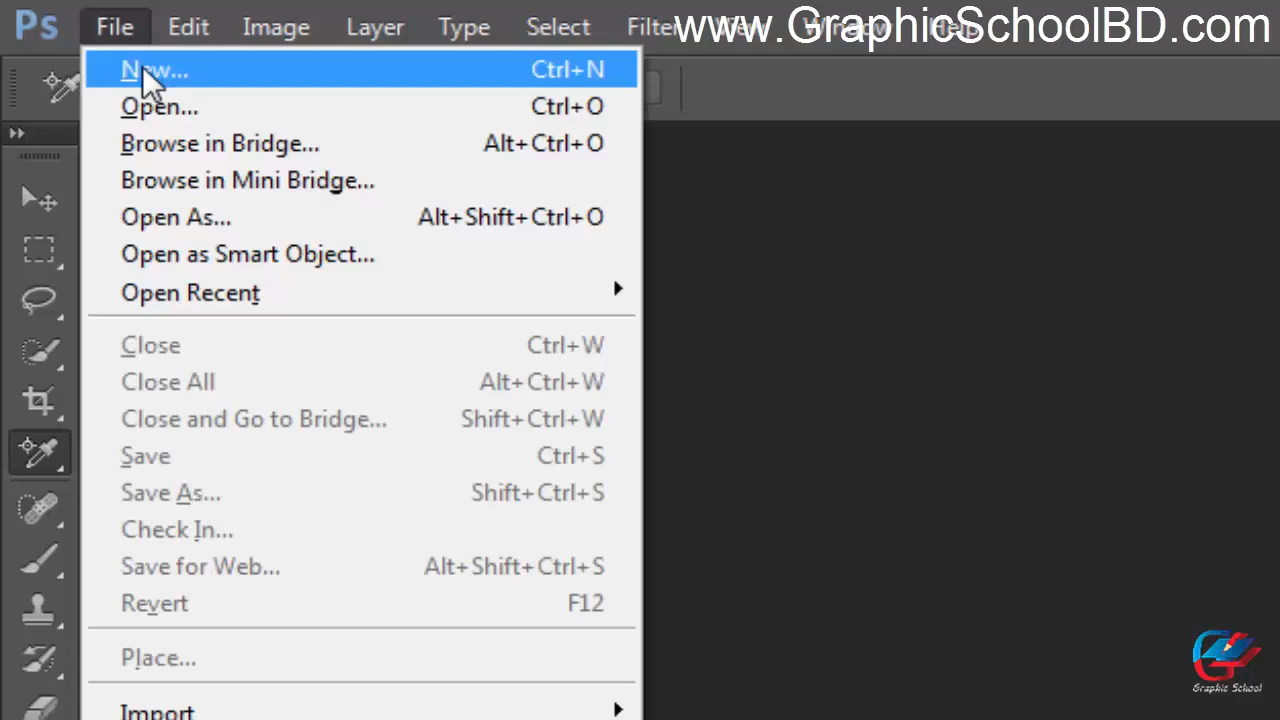 Ps File Edit Image Layer Type Select Filter View Window Help
www.GraphicSchoolBD.com
New... Ctrl+N
Open... Ctrl+O
Browse in Bridge... Alt+Ctrl+O
Browse in Mini Bridge...
Open As... Alt+Shift+Ctrl+O
Open as Smart Object...
Open Recent
Close Ctrl+W
Close All Alt+Ctrl+W
Close and Go to Bridge... Shift+Ctrl+W
Save Ctrl+S
Save As... Shift+Ctrl+S
Check In...
Save for Web... Alt+Shift+Ctrl+S
Revert F12
Place...
Import
Graphic School